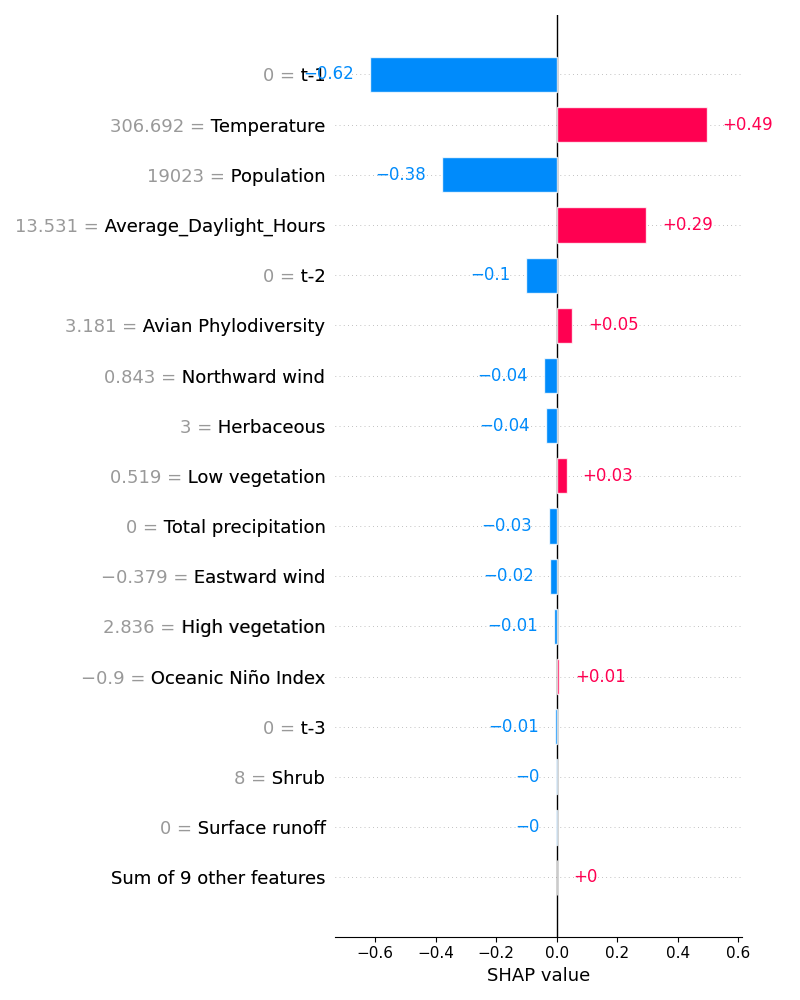 0 = t-1 −0.62
306.692 = Temperature +0.49
19023 = Population −0.38
13.531 = Average_Daylight_Hours +0.29
0 = t-2 −0.1
3.181 = Avian Phylodiversity +0.05
0.843 = Northward wind −0.04
3 = Herbaceous −0.04
0.519 = Low vegetation +0.03
0 = Total precipitation −0.03
−0.379 = Eastward wind −0.02
2.836 = High vegetation −0.01
−0.9 = Oceanic Niño Index +0.01
0 = t-3 −0.01
8 = Shrub −0
0 = Surface runoff −0
Sum of 9 other features +0
−0.6 −0.4 −0.2 0.0 0.2 0.4 0.6
SHAP value